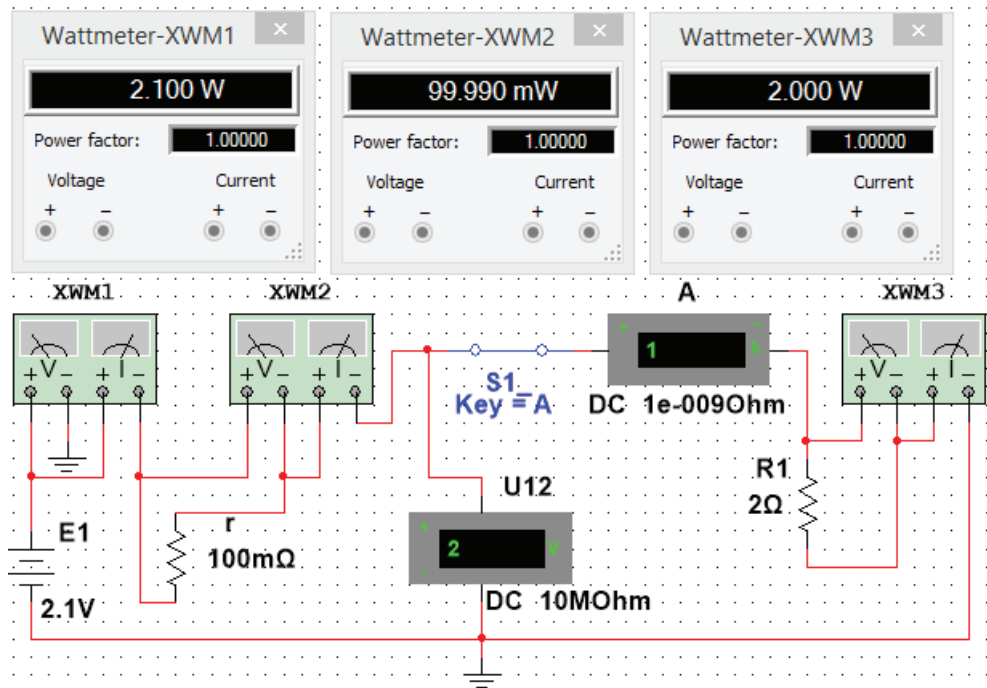 Wattmeter-XWM1 ×
2.100 W
Power factor: 1.00000
Voltage Current
+ − + −
Wattmeter-XWM2 ×
99.990 mW
Power factor: 1.00000
Voltage Current
+ − + −
Wattmeter-XWM3 ×
2.000 W
Power factor: 1.00000
Voltage Current
+ − + −
XWM1
+ V − + I −
XWM2
+ V − + I −
A
+ −
1 A
DC 1e-009Ohm
XWM3
+ V − + I −
S1
Key = A
U12
+
2 V
-
DC 10MOhm
R1
2Ω
r
100mΩ
E1
2.1V